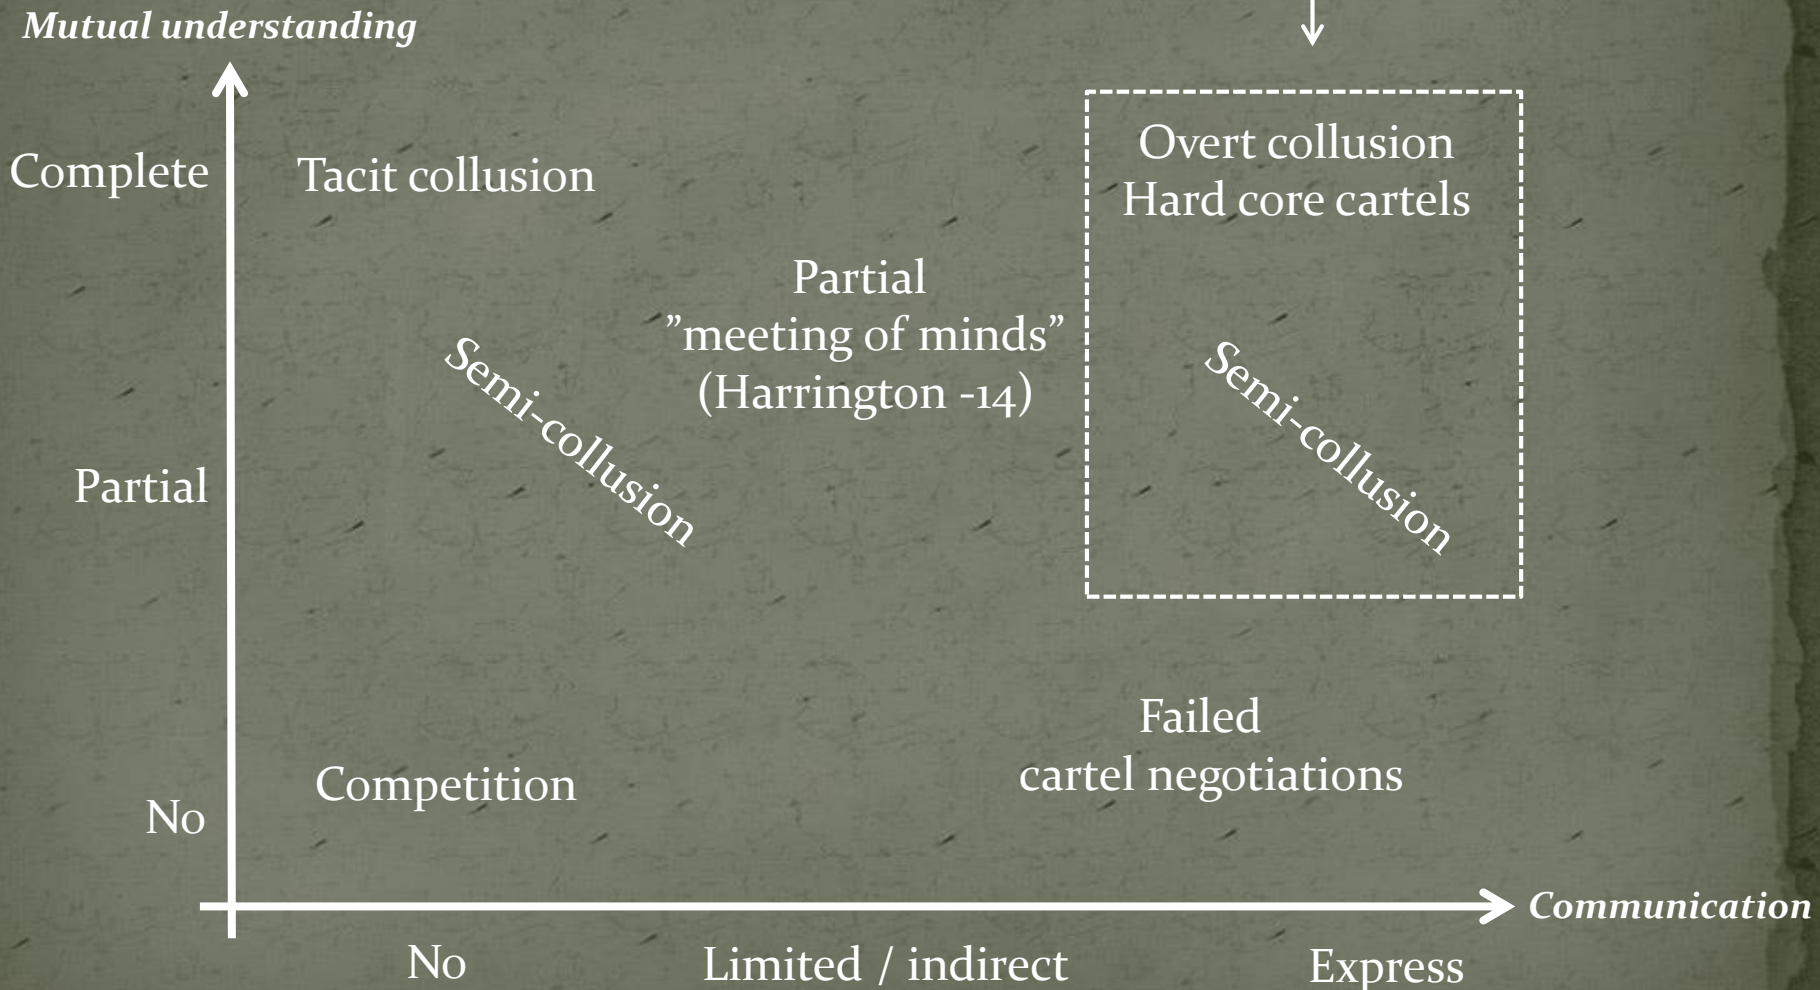 Mutual understanding
Complete
Tacit collusion
Overt collusion
Hard core cartels
Partial
”meeting of minds”
(Harrington -14)
Semi-collusion
Semi-collusion
Partial
Failed
cartel negotiations
Competition
No
Communication
No
Limited / indirect
Express